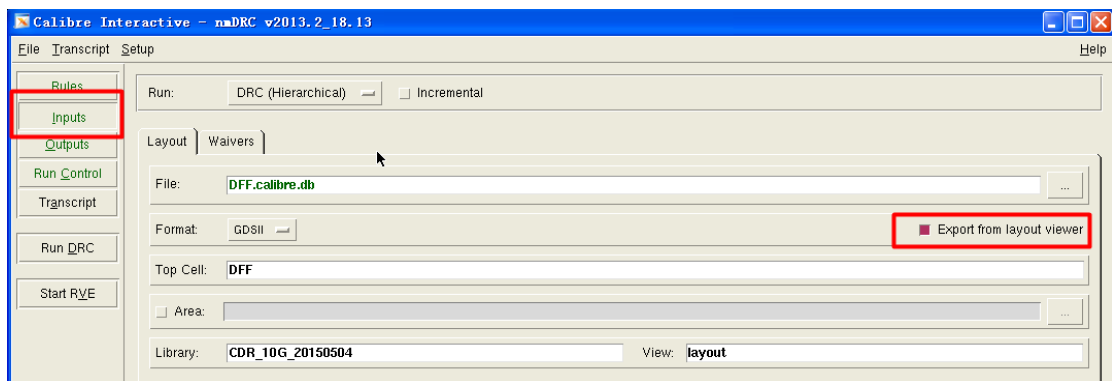 Calibre Interactive - nmDRC v2013.2_18.13
File Transcript Setup Help
Rules
Inputs
Outputs
Run Control
Transcript
Run DRC
Start RVE
Run: DRC (Hierarchical) Incremental
Layout Waivers
File: DFF.calibre.db ...
Format: GDSII Export from layout viewer
Top Cell: DFF
Area: ...
Library: CDR_10G_20150504 View: layout